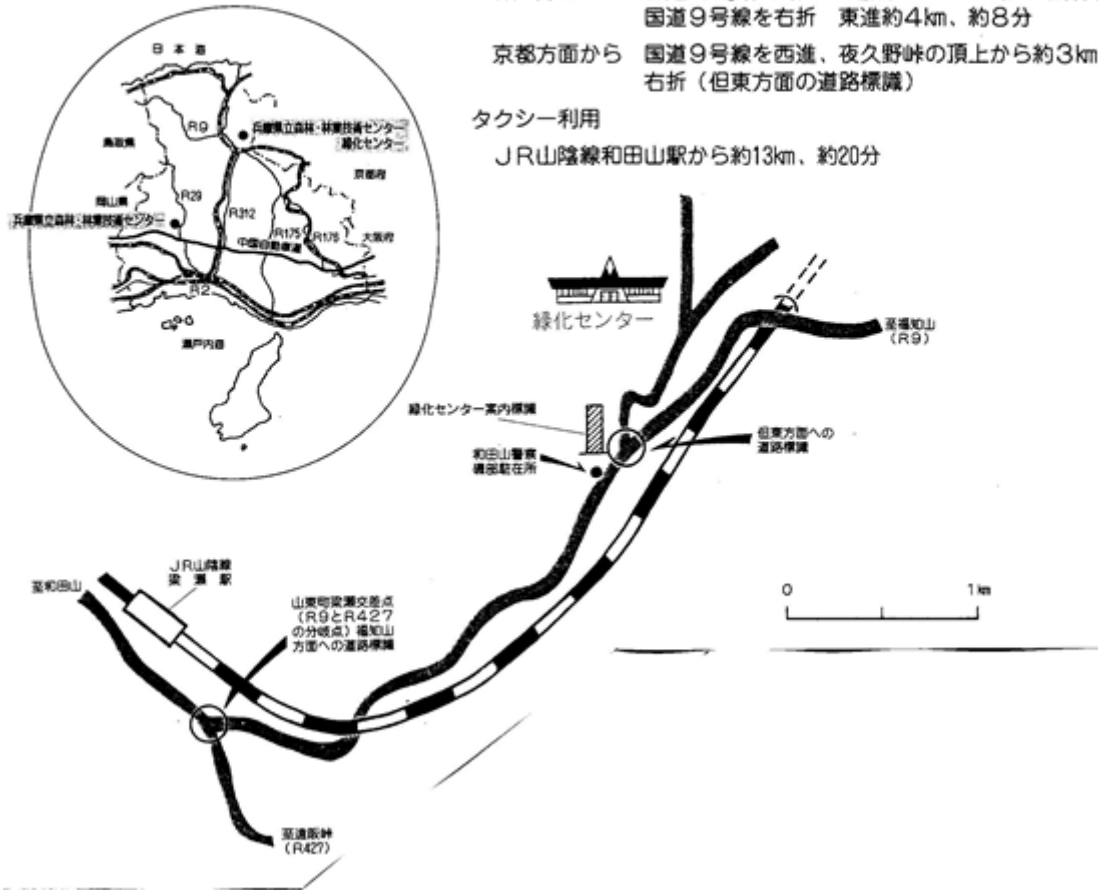 国道9号線を右折 東進約4km、約8分
京都方面から 国道9号線を西進、夜久野峠の頂上から約3km
右折(但東方面の道路標識)
タクシー利用
JR山陰線和田山駅から約13km、約20分
日本海
R9
兵庫県立森林・林業技術センター
緑化センター
鳥取県
京都府
岡山県
R29
兵庫県立森林・林業技術センター
R312
R175
R176
中国自動車道
大阪府
R2
瀬戸内海
緑化センター
至福知山
(R9)
緑化センター案内標識
但東方面への
道路標識
和田山警察
磯部駐在所
JR山陰線
梁瀬駅
至和田山
山東町梁瀬交差点
(R9とR427
の分岐点)福知山
方面への道路標識
0 1km
至遠阪峠
(R427)